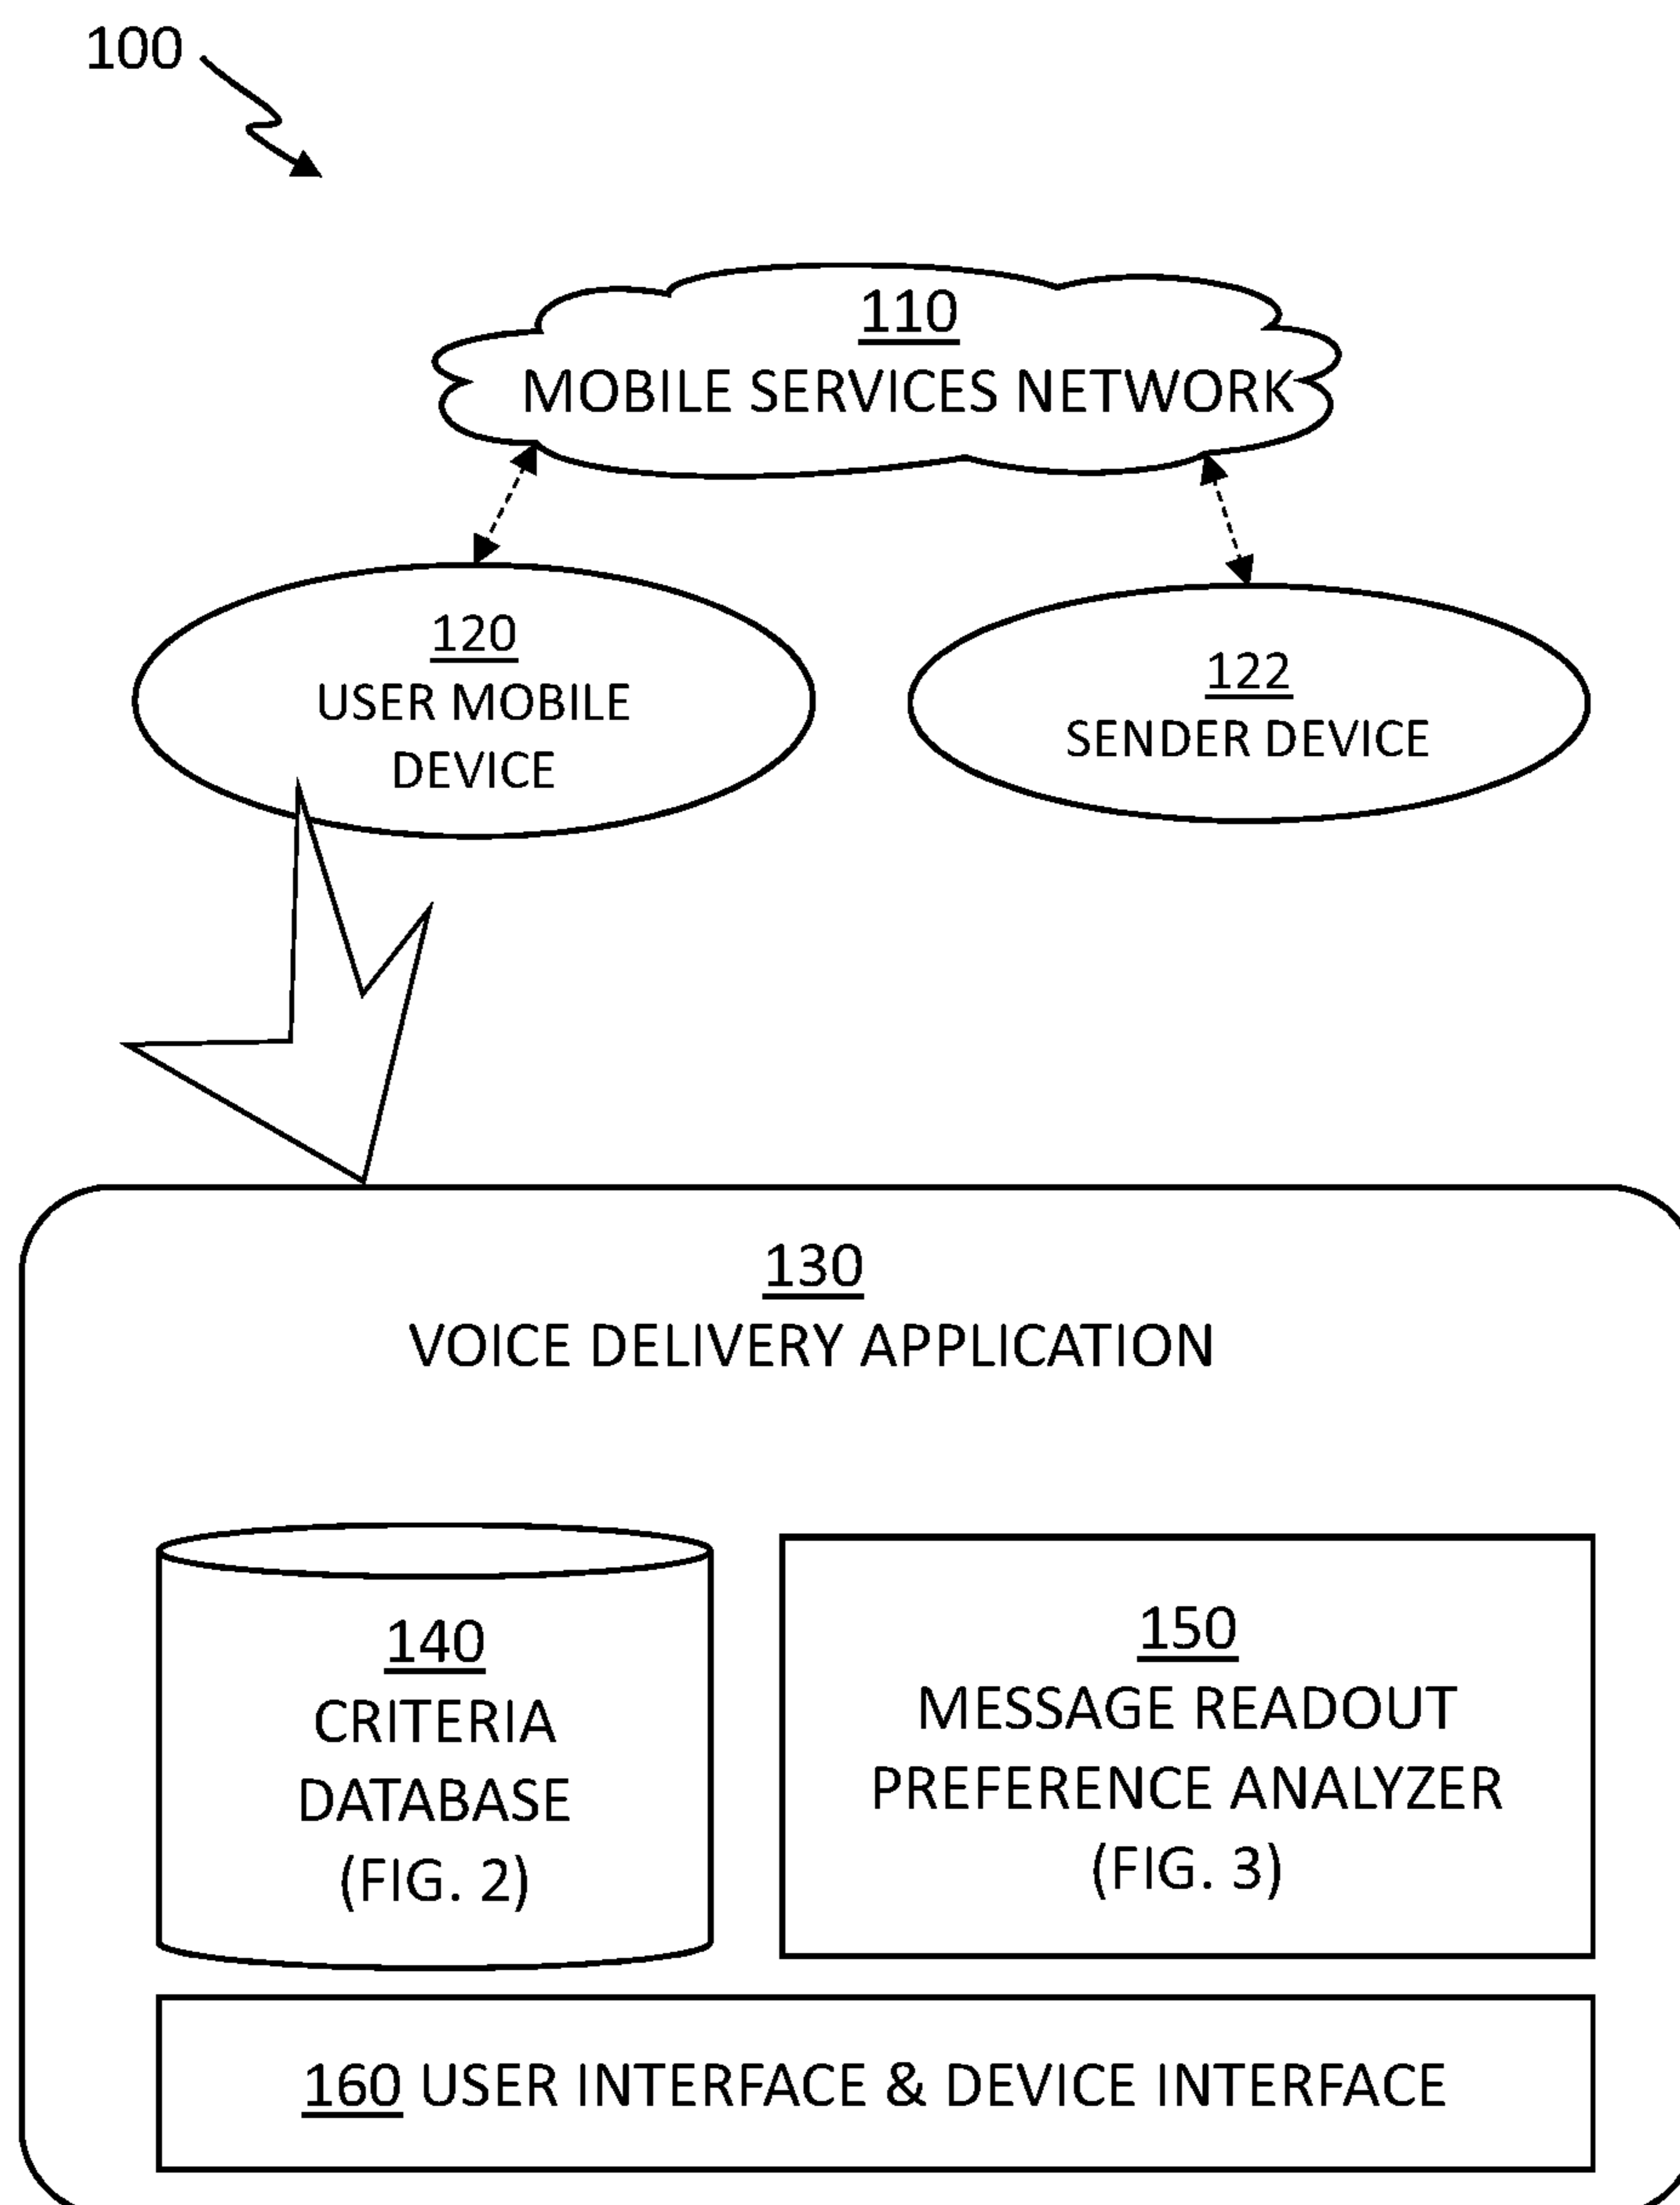 100
110
MOBILE SERVICES NETWORK
120
USER MOBILE
DEVICE
122
SENDER DEVICE
130
VOICE DELIVERY APPLICATION
140
CRITERIA
DATABASE
(FIG. 2)
150
MESSAGE READOUT
PREFERENCE ANALYZER
(FIG. 3)
160 USER INTERFACE & DEVICE INTERFACE